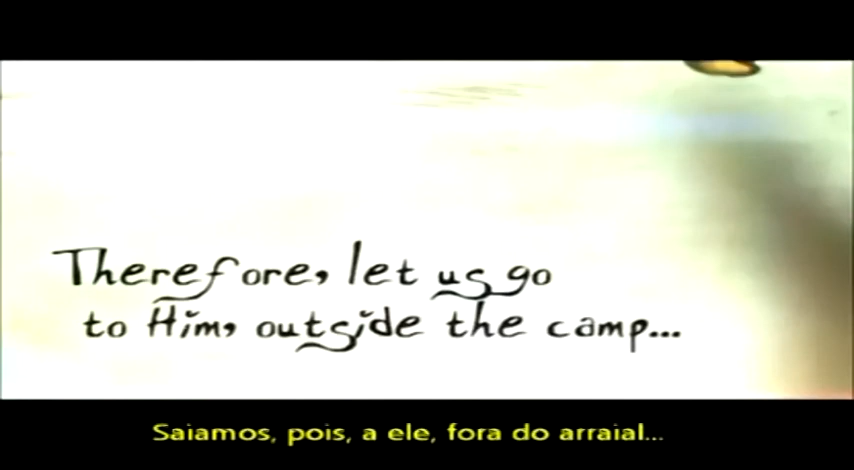 Therefore, let us go
to Him, outside the camp...
Saiamos, pois, a ele, fora do arraial...